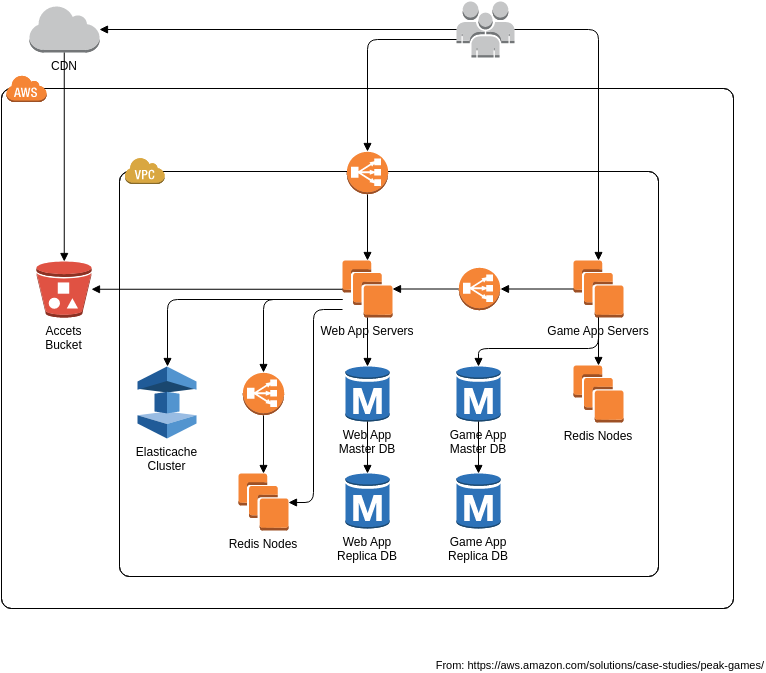 CDN
AWS
VPC
Accets
Bucket
Web App Servers
Game App Servers
Elasticache
Cluster
Web App
Master DB
Game App
Master DB
Redis Nodes
Redis Nodes
Web App
Replica DB
Game App
Replica DB
M
M
M
M
From: https://aws.amazon.com/solutions/case-studies/peak-games/